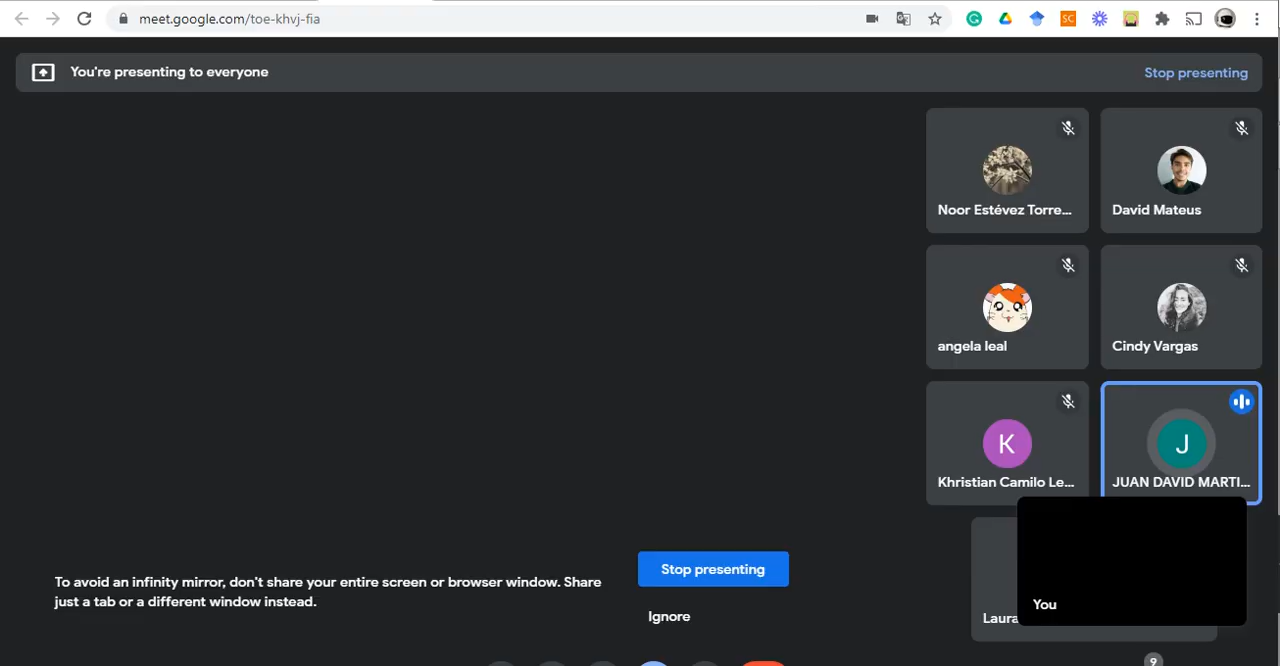 meet.google.com/toe-khvj-fia
SC
You're presenting to everyone
Stop presenting
Noor Estévez Torre...
David Mateus
angela leal
Cindy Vargas
K
J
Khristian Camilo Le...
JUAN DAVID MARTI...
To avoid an infinity mirror, don't share your entire screen or browser window. Share
just a tab or a different window instead.
Stop presenting
Ignore
Laura
You
9